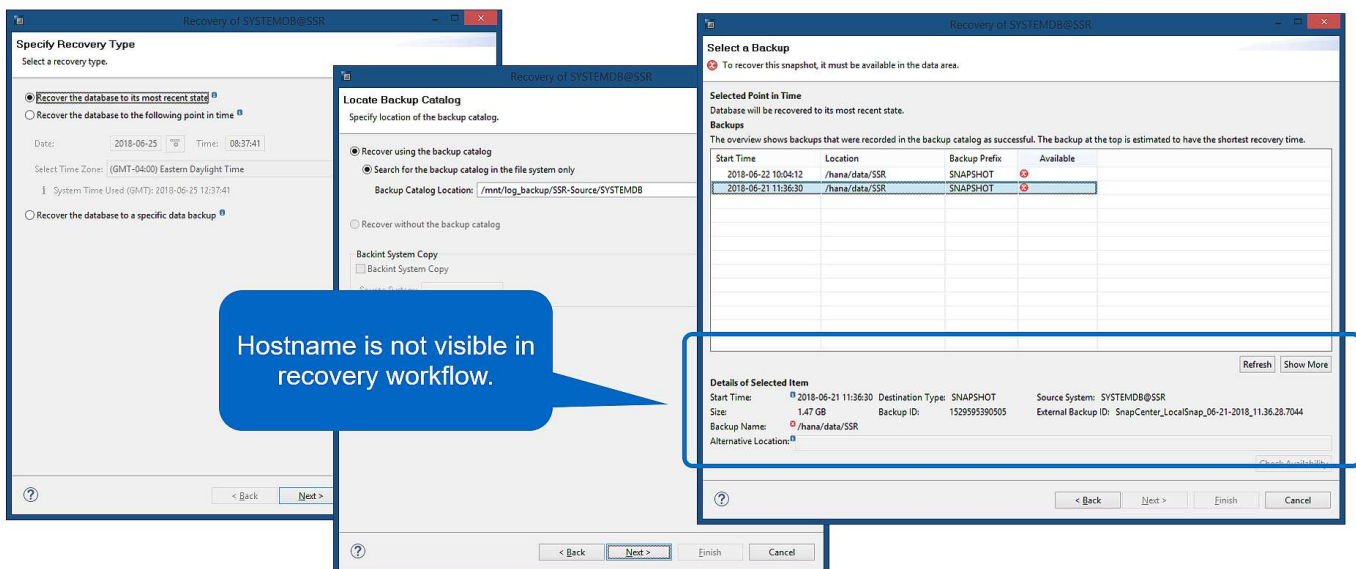 Recovery of SYSTEMDB@SSR
Specify Recovery Type
Select a recovery type.
Recover the database to its most recent state
Recover the database to the following point in time
Date: 2018-06-25 Time: 08:37:41
Select Time Zone: (GMT-04:00) Eastern Daylight Time
System Time Used (GMT): 2018-06-25 12:37:41
Recover the database to a specific data backup
? < Back Next >
Recovery of SYSTEMDB@SSR
Locate Backup Catalog
Specify location of the backup catalog.
Recover using the backup catalog
Search for the backup catalog in the file system only
Backup Catalog Location: /mnt/log_backup/SSR-Source/SYSTEMDB
Recover without the backup catalog
Backint System Copy
Backint System Copy
? < Back Next > Finish Cancel
Hostname is not visible in
recovery workflow.
Recovery of SYSTEMDB@SSR
Select a Backup
To recover this snapshot, it must be available in the data area.
Selected Point in Time
Database will be recovered to its most recent state.
Backups
The overview shows backups that were recorded in the backup catalog as successful. The backup at the top is estimated to have the shortest recovery time.
Start Time Location Backup Prefix Available
2018-06-22 10:04:12 /hana/data/SSR SNAPSHOT
2018-06-21 11:36:30 /hana/data/SSR SNAPSHOT
Refresh Show More
Details of Selected Item
Start Time: 2018-06-21 11:36:30 Destination Type: SNAPSHOT Source System: SYSTEMDB@SSR
Size: 1.47 GB Backup ID: 1529595390505 External Backup ID: SnapCenter_LocalSnap_06-21-2018_11.36.28.7044
Backup Name: /hana/data/SSR
Alternative Location:
Check Availability
? < Back Next > Finish Cancel